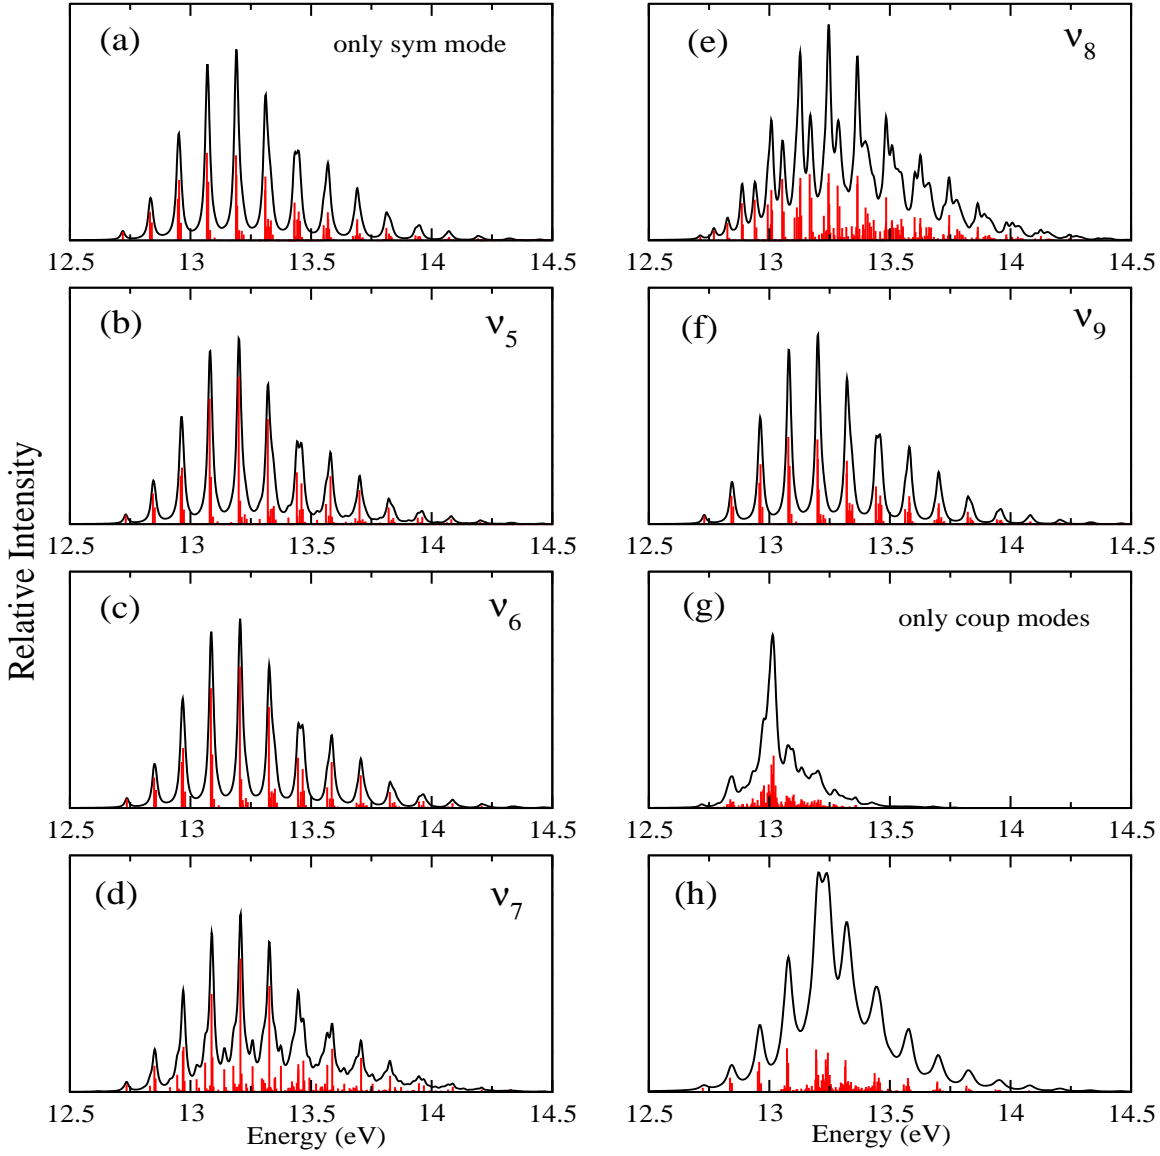 (a) only sym mode
12.5 13 13.5 14 14.5
(b) ν5
12.5 13 13.5 14 14.5
(c) ν6
12.5 13 13.5 14 14.5
(d) ν7
12.5 13 13.5 14 14.5
Energy (eV)
Relative Intensity
(e) ν8
12.5 13 13.5 14 14.5
(f) ν9
12.5 13 13.5 14 14.5
(g) only coup modes
12.5 13 13.5 14 14.5
(h)
12.5 13 13.5 14 14.5
Energy (eV)